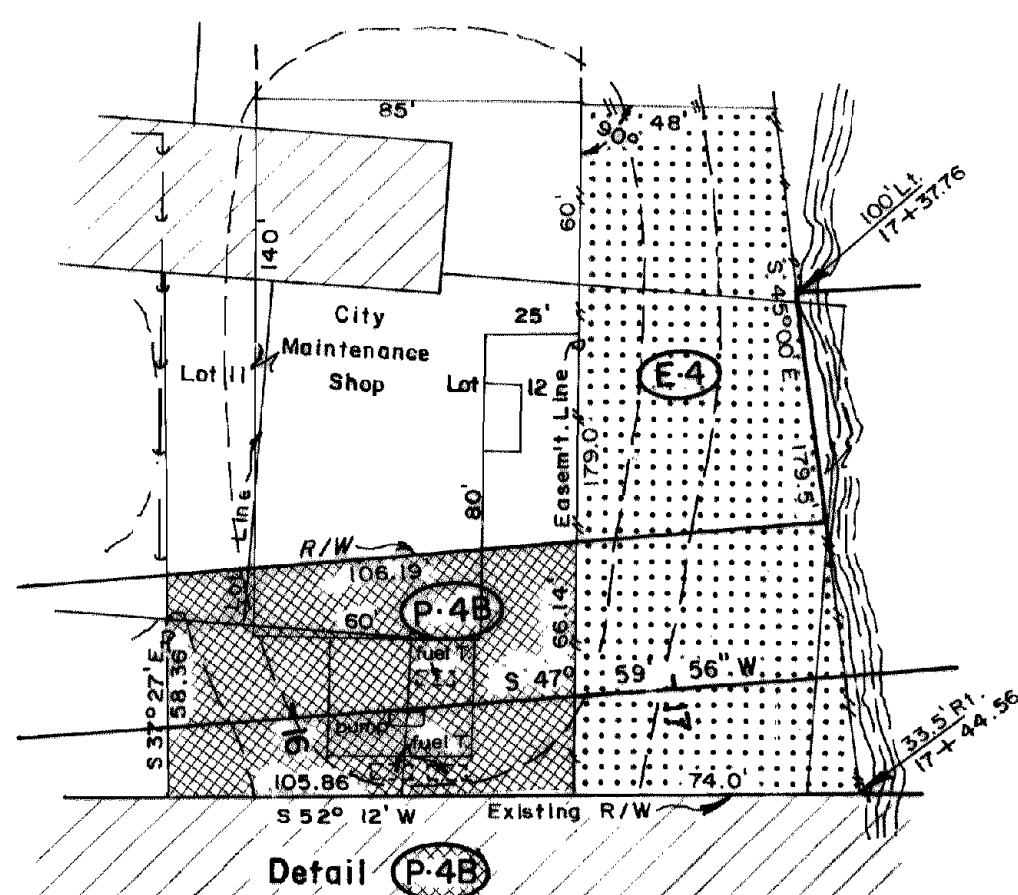 85'
90°
48'
100' Lt.
17+37.76
60'
140'
S 45°00' E
City
Maintenance
Shop
25'
Lot 11
Lot 12
E-4
Easem't. Line
179.0'
179.5'
80'
Lot Line
R/W
106.19'
P-4B
60'
66.14'
fuel T.
S 47° 59' 56" W
S 37° 27' E
58.36'
pump
16
17
fuel T.
33.5' Rt.
17+44.56
105.86'
74.0'
S 52° 12' W
Existing R/W
Detail P-4B